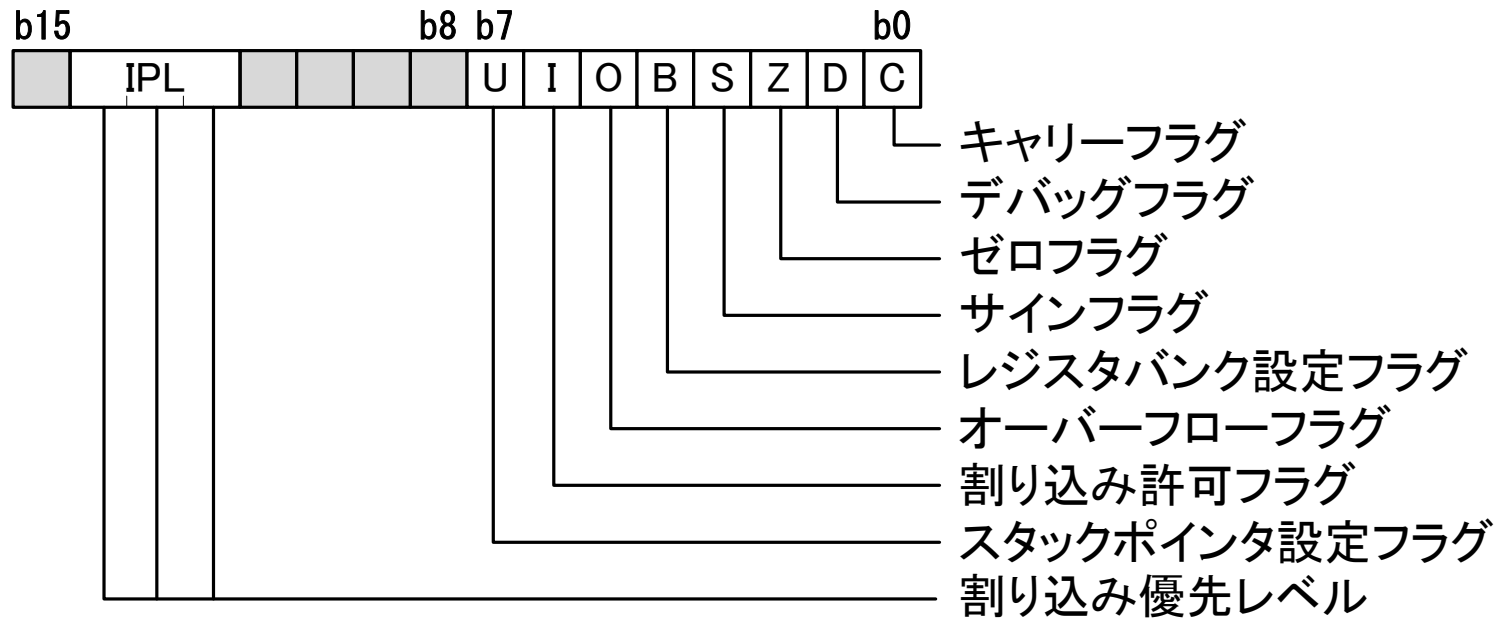 b15 b8 b7 b0
IPL U I O B S Z D C
キャリーフラグ
デバッグフラグ
ゼロフラグ
サインフラグ
レジスタバンク設定フラグ
オーバーフローフラグ
割り込み許可フラグ
スタックポインタ設定フラグ
割り込み優先レベル